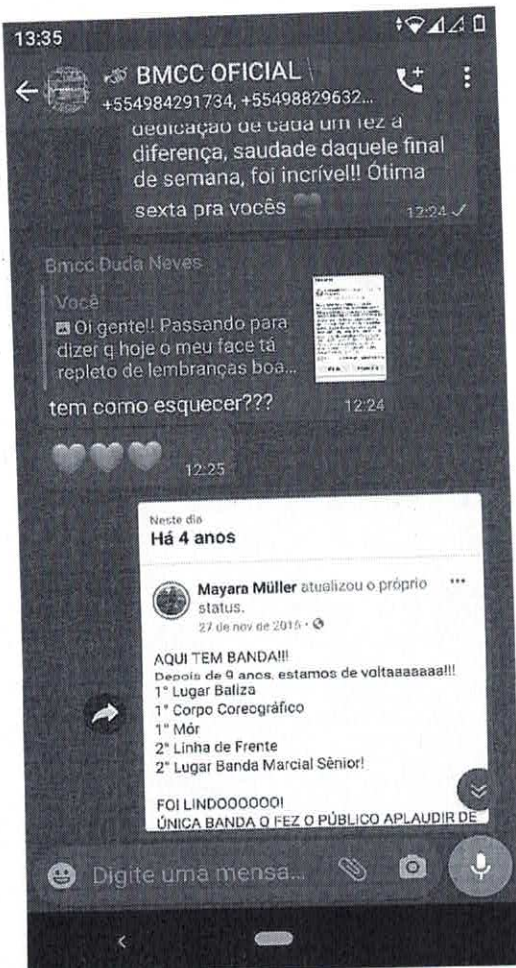 13:35
BMCC OFICIAL
+554984291734, +55498829632...
dedicação de cada um fez a
diferença, saudade daquele final
de semana, foi incrível!! Ótima
sexta pra vocês
12:24
Bmcc Duda Neves
Você
Oi gente!! Passando para
dizer q hoje o meu face tá
repleto de lembranças boa...
tem como esquecer???
12:24
12:25
Neste dia
Há 4 anos
Mayara Müller atualizou o próprio
status.
27 de nov de 2015
AQUI TEM BANDA!!!
Depois de 9 anos, estamos de voltaaaaaaa!!!
1° Lugar Baliza
1° Corpo Coreográfico
1° Mór
2° Linha de Frente
2° Lugar Banda Marcial Sênior!
FOI LINDOOOOOO!
ÚNICA BANDA Q FEZ O PÚBLICO APLAUDIR DE
Digite uma mensa...